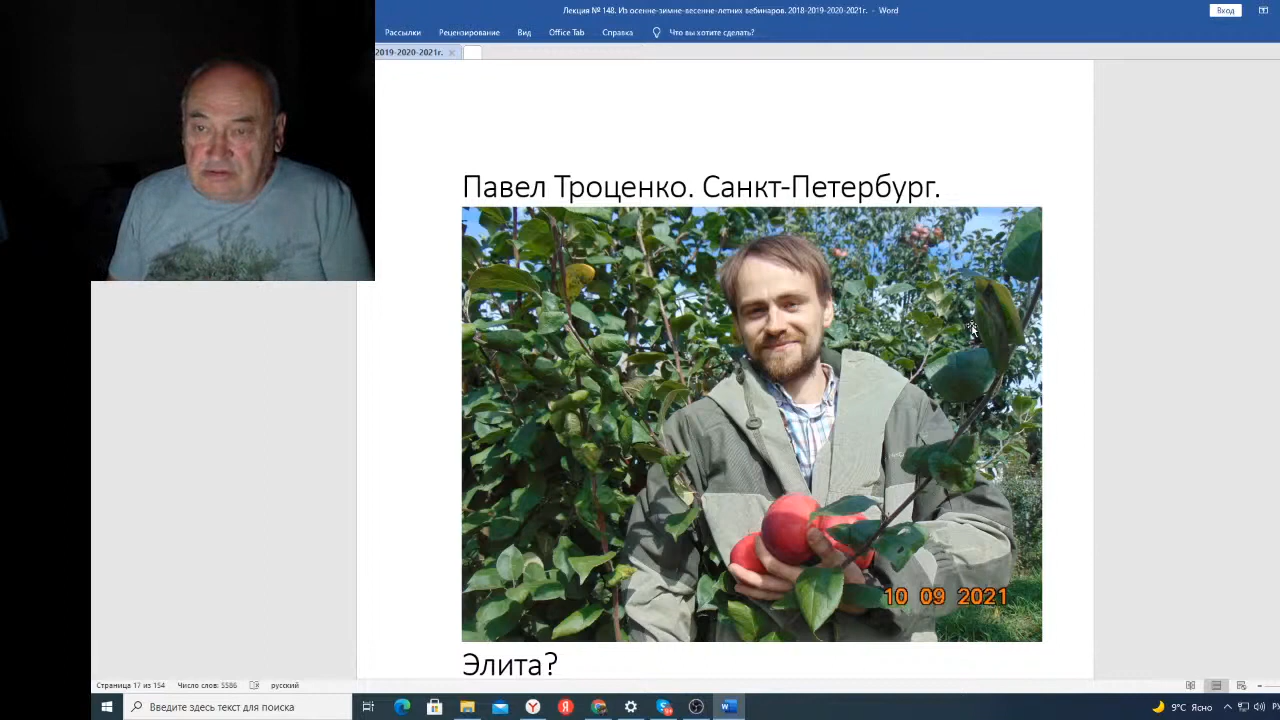 Лекция № 148. Из осенне-зимне-весенне-летних вебинаров. 2018-2019-2020-2021г. - Word
Вход
Рассылки Рецензирование Вид Office Tab Справка Что вы хотите сделать?
2019-2020-2021г.
Павел Троценко. Санкт-Петербург.
10 09 2021
Элита?
Страница 17 из 154 Число слов: 5586 русский
Введите здесь текст для поиска
9°C Ясно